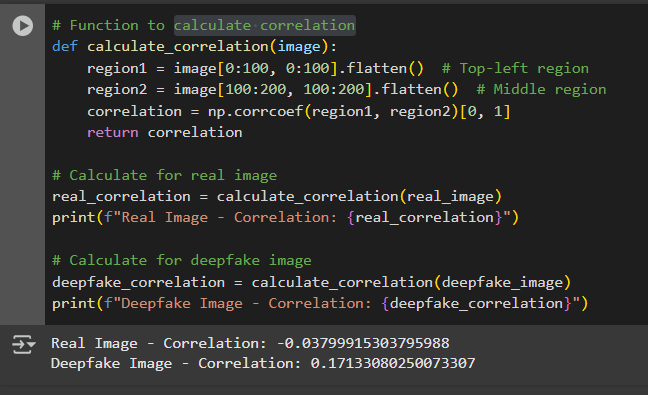 # Function to calculate correlation
def calculate_correlation(image):
    region1 = image[0:100, 0:100].flatten()  # Top-left region
    region2 = image[100:200, 100:200].flatten()  # Middle region
    correlation = np.corrcoef(region1, region2)[0, 1]
    return correlation

# Calculate for real image
real_correlation = calculate_correlation(real_image)
print(f"Real Image - Correlation: {real_correlation}")

# Calculate for deepfake image
deepfake_correlation = calculate_correlation(deepfake_image)
print(f"Deepfake Image - Correlation: {deepfake_correlation}")

Real Image - Correlation: -0.03799915303795988
Deepfake Image - Correlation: 0.17133080250073307